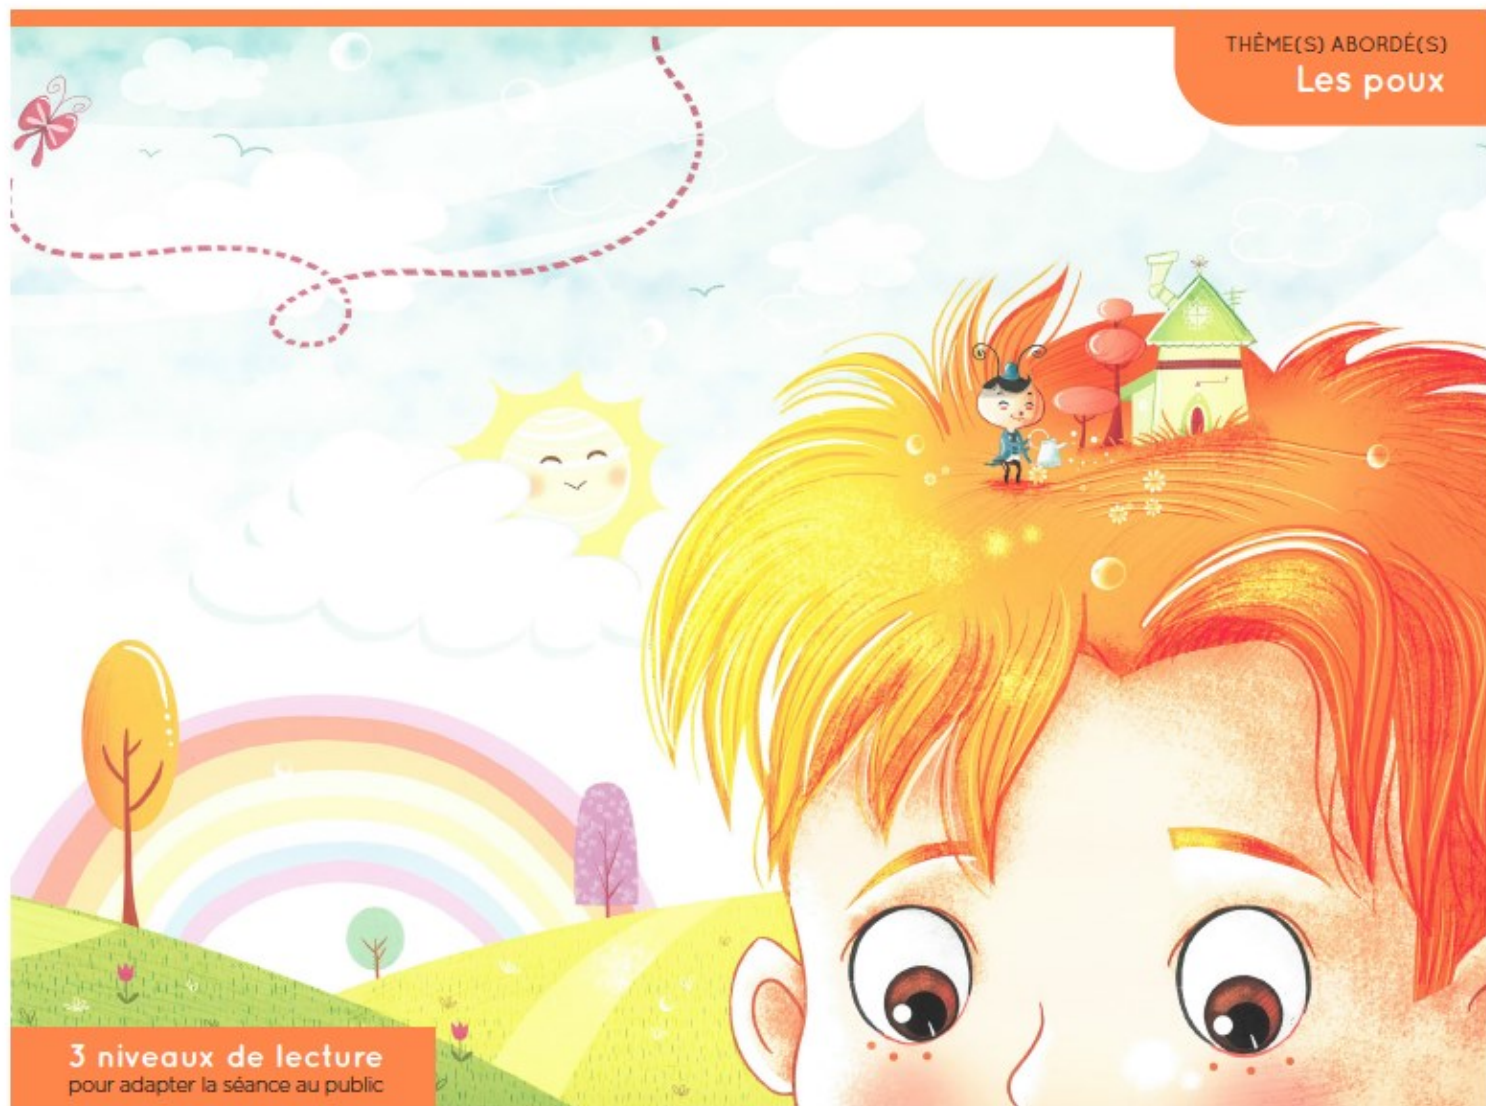 THÈME(S) ABORDÉ(S)
Les poux
3 niveaux de lecture
pour adapter la séance au public